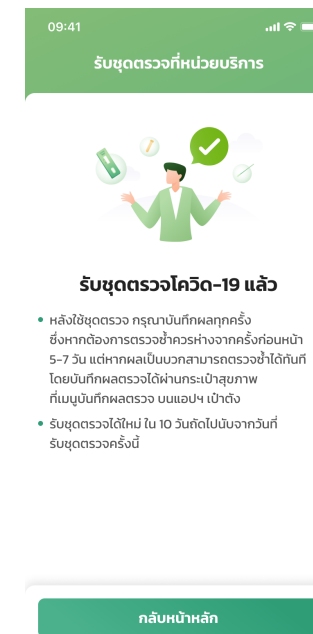 09:41
รับชุดตรวจที่หน่วยบริการ
รับชุดตรวจโควิด-19 แล้ว
• หลังใช้ชุดตรวจ กรุณาบันทึกผลทุกครั้ง
ซึ่งหากต้องการตรวจซ้ำควรห่างจากครั้งก่อนหน้า
5-7 วัน แต่หากผลเป็นบวกสามารถตรวจซ้ำได้ทันที
โดยบันทึกผลตรวจได้ผ่านกระเป๋าสุขภาพ
ที่เมนูบันทึกผลตรวจ บนแอปฯ เป๋าตัง
• รับชุดตรวจได้ใหม่ ใน 10 วันถัดไปนับจากวันที่
รับชุดตรวจครั้งนี้
กลับหน้าหลัก